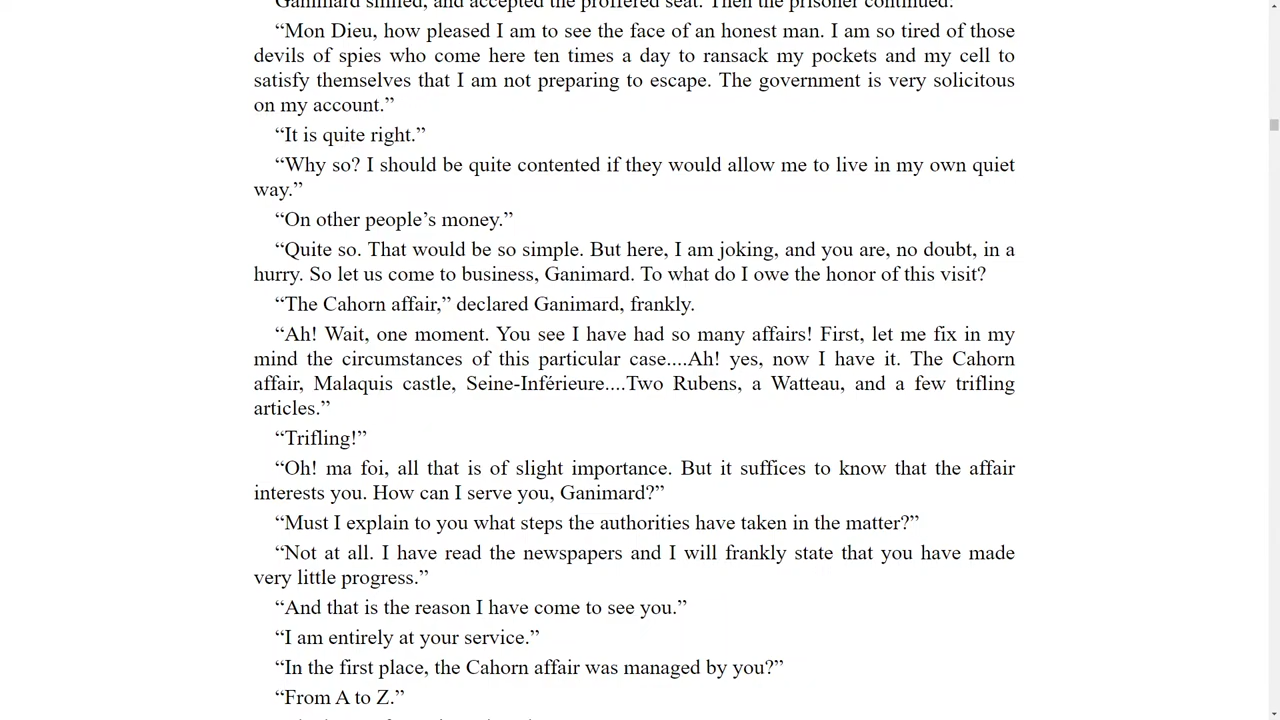 Ganimard smiled, and accepted the proffered seat. Then the prisoner continued:
“Mon Dieu, how pleased I am to see the face of an honest man. I am so tired of those
devils of spies who come here ten times a day to ransack my pockets and my cell to
satisfy themselves that I am not preparing to escape. The government is very solicitous
on my account.”
“It is quite right.”
“Why so? I should be quite contented if they would allow me to live in my own quiet
way.”
“On other people’s money.”
“Quite so. That would be so simple. But here, I am joking, and you are, no doubt, in a
hurry. So let us come to business, Ganimard. To what do I owe the honor of this visit?
“The Cahorn affair,” declared Ganimard, frankly.
“Ah! Wait, one moment. You see I have had so many affairs! First, let me fix in my
mind the circumstances of this particular case....Ah! yes, now I have it. The Cahorn
affair, Malaquis castle, Seine-Inférieure....Two Rubens, a Watteau, and a few trifling
articles.”
“Trifling!”
“Oh! ma foi, all that is of slight importance. But it suffices to know that the affair
interests you. How can I serve you, Ganimard?”
“Must I explain to you what steps the authorities have taken in the matter?”
“Not at all. I have read the newspapers and I will frankly state that you have made
very little progress.”
“And that is the reason I have come to see you.”
“I am entirely at your service.”
“In the first place, the Cahorn affair was managed by you?”
“From A to Z.”